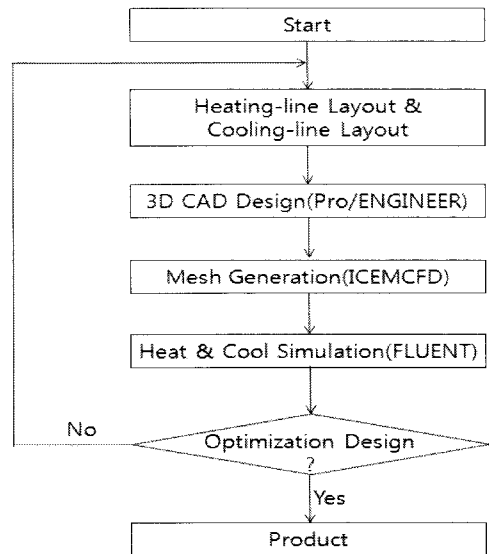 Start
Heating-line Layout &
Cooling-line Layout
3D CAD Design(Pro/ENGINEER)
Mesh Generation(ICEMCFD)
Heat & Cool Simulation(FLUENT)
No
Optimization Design
?
Yes
Product